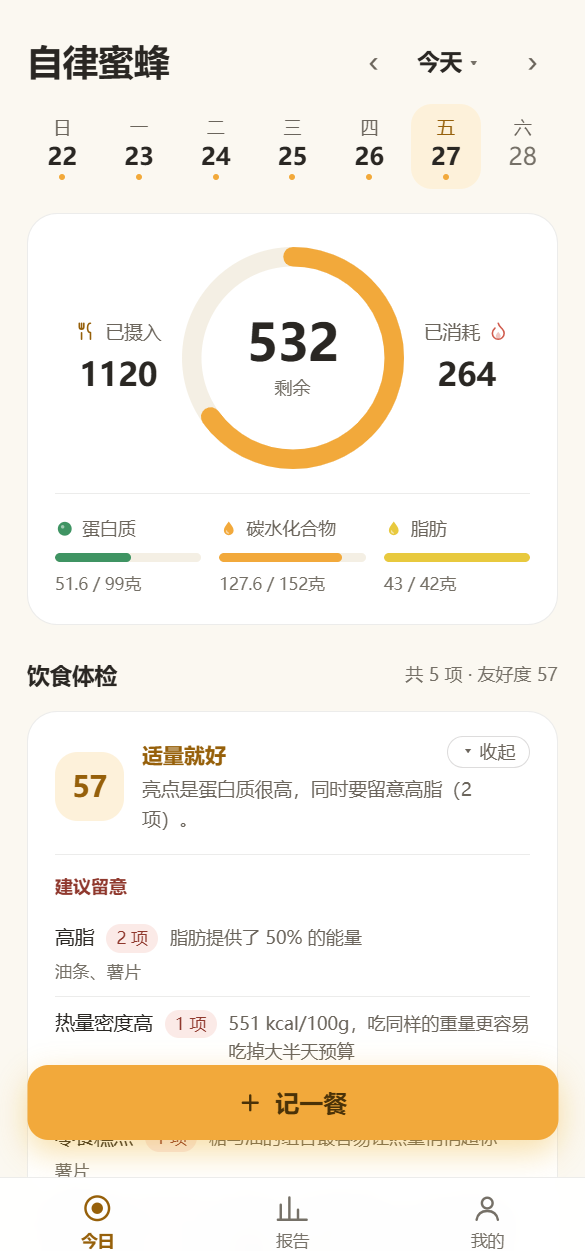 自律蜜蜂
‹ 今天 ›
日 一 二 三 四 五 六
22 23 24 25 26 27 28
已摄入
1120
532
剩余
已消耗
264
蛋白质
51.6 / 99克
碳水化合物
127.6 / 152克
脂肪
43 / 42克
饮食体检
共 5 项 · 友好度 57
57
适量就好
收起
亮点是蛋白质很高，同时要留意高脂（2
项）。
建议留意
高脂 2 项 脂肪提供了 50% 的能量
油条、薯片
热量密度高 1 项 551 kcal/100g，吃同样的重量更容易
吃掉大半天预算
+ 记一餐
薯片
今日
报告
我的